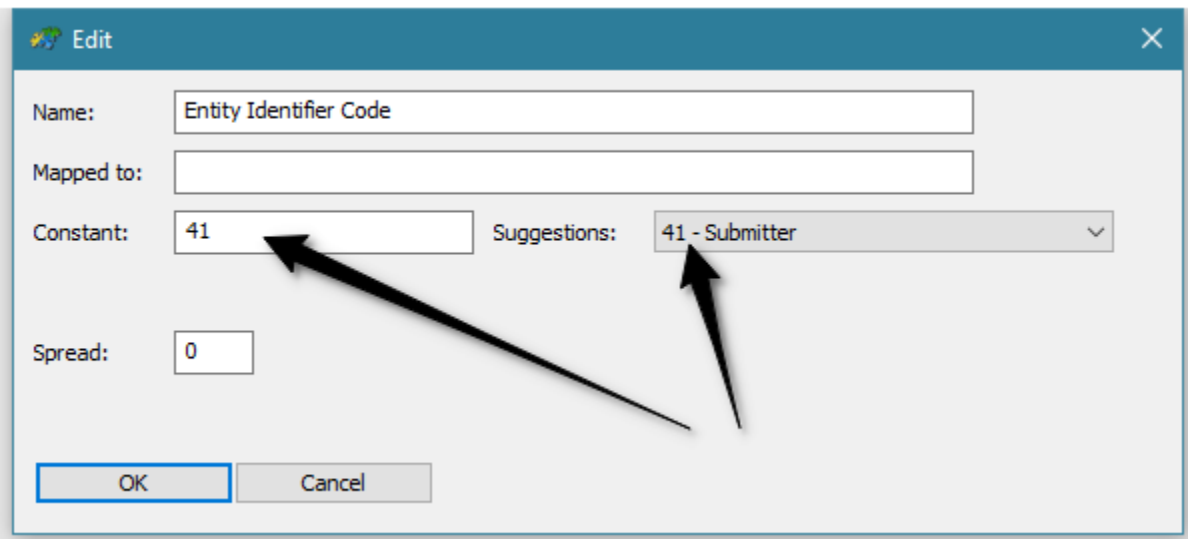 Edit
Name: Entity Identifier Code
Mapped to:
Constant: 41 Suggestions: 41 - Submitter
Spread: 0
OK Cancel